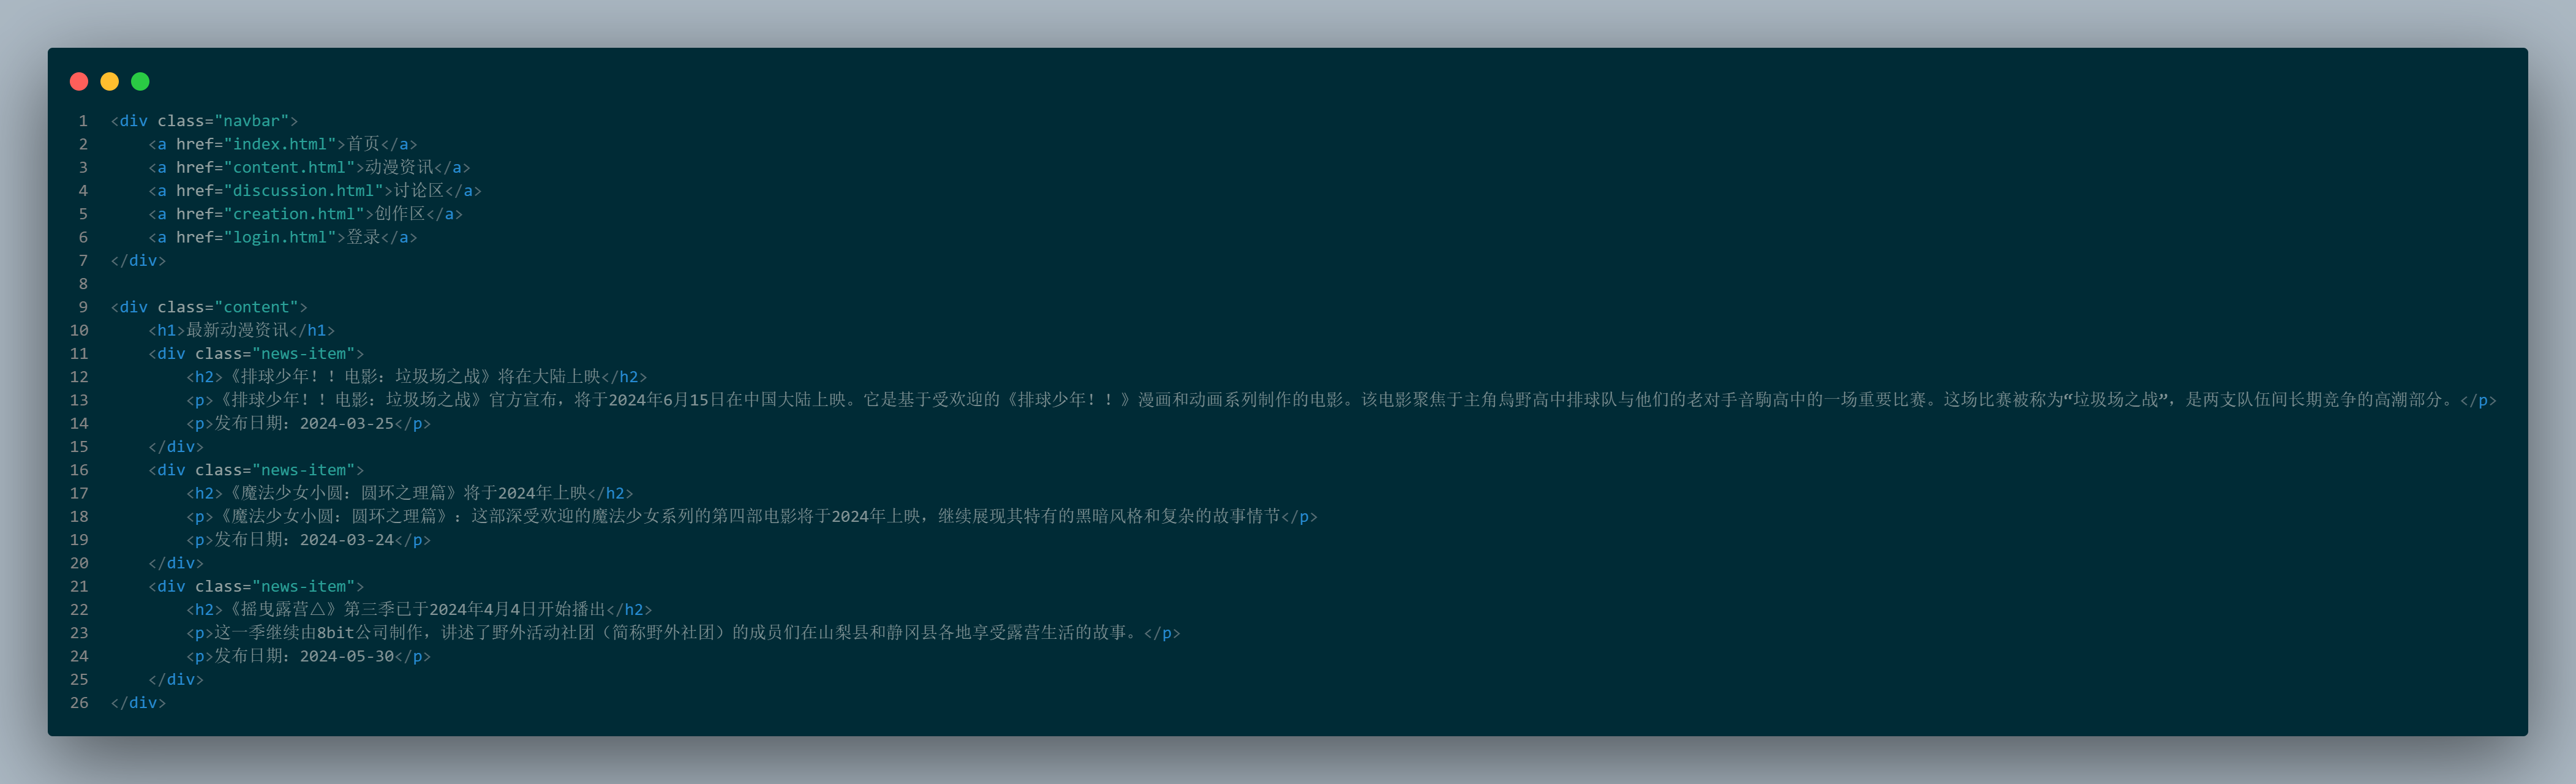 1 <div class="navbar">
2     <a href="index.html">首页</a>
3     <a href="content.html">动漫资讯</a>
4     <a href="discussion.html">讨论区</a>
5     <a href="creation.html">创作区</a>
6     <a href="login.html">登录</a>
7 </div>
8
9 <div class="content">
10     <h1>最新动漫资讯</h1>
11     <div class="news-item">
12         <h2>《排球少年！！电影：垃圾场之战》将在大陆上映</h2>
13         <p>《排球少年！！电影：垃圾场之战》官方宣布，将于2024年6月15日在中国大陆上映。它是基于受欢迎的《排球少年！！》漫画和动画系列制作的电影。该电影聚焦于主角烏野高中排球队与他们的老对手音駒高中的一场重要比赛。这场比赛被称为“垃圾场之战”，是两支队伍间长期竞争的高潮部分。</p>
14         <p>发布日期：2024-03-25</p>
15     </div>
16     <div class="news-item">
17         <h2>《魔法少女小圆：圆环之理篇》将于2024年上映</h2>
18         <p>《魔法少女小圆：圆环之理篇》：这部深受欢迎的魔法少女系列的第四部电影将于2024年上映，继续展现其特有的黑暗风格和复杂的故事情节</p>
19         <p>发布日期：2024-03-24</p>
20     </div>
21     <div class="news-item">
22         <h2>《摇曳露营△》第三季已于2024年4月4日开始播出</h2>
23         <p>这一季继续由8bit公司制作，讲述了野外活动社团（简称野外社团）的成员们在山梨县和静冈县各地享受露营生活的故事。</p>
24         <p>发布日期：2024-05-30</p>
25     </div>
26 </div>